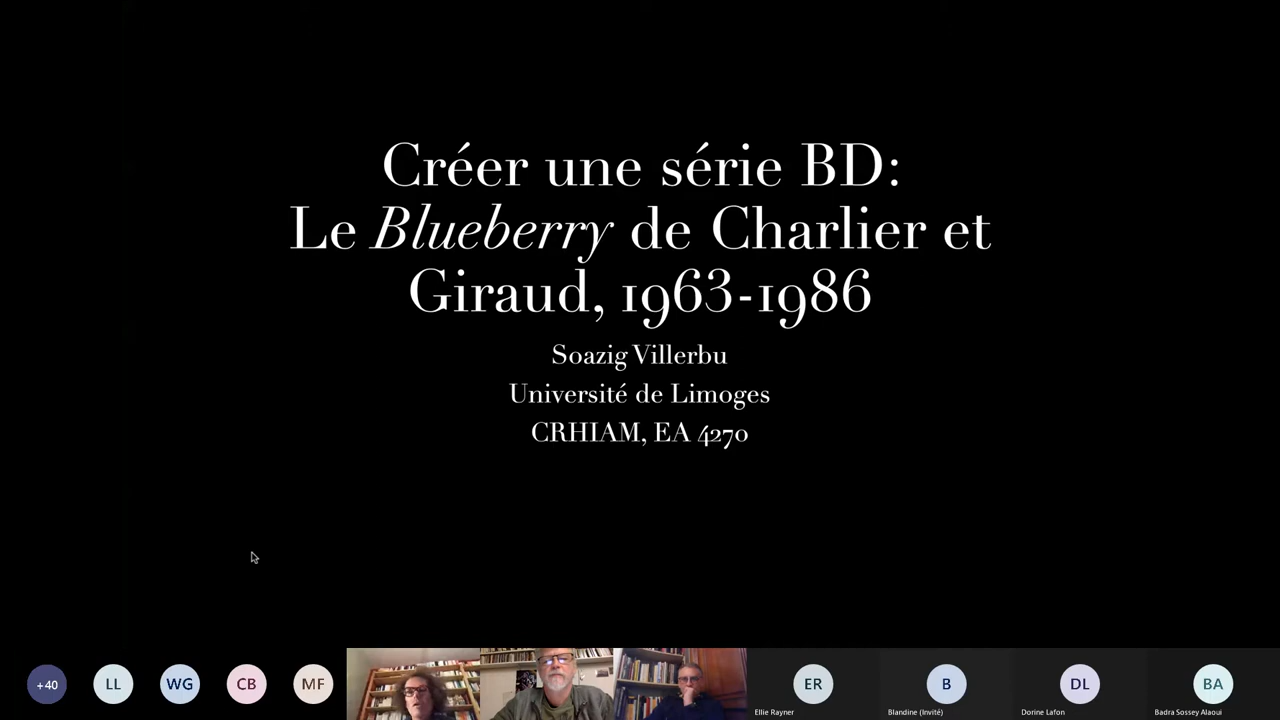 Créer une série BD:
Le Blueberry de Charlier et
Giraud, 1963-1986
Soazig Villerbu
Université de Limoges
CRHIAM, EA 4270
+40
LL
WG
CB
MF
ER
B
DL
BA
Ellie Rayner
Blandine (Invité)
Dorine Lafon
Badra Sossey Alaoui